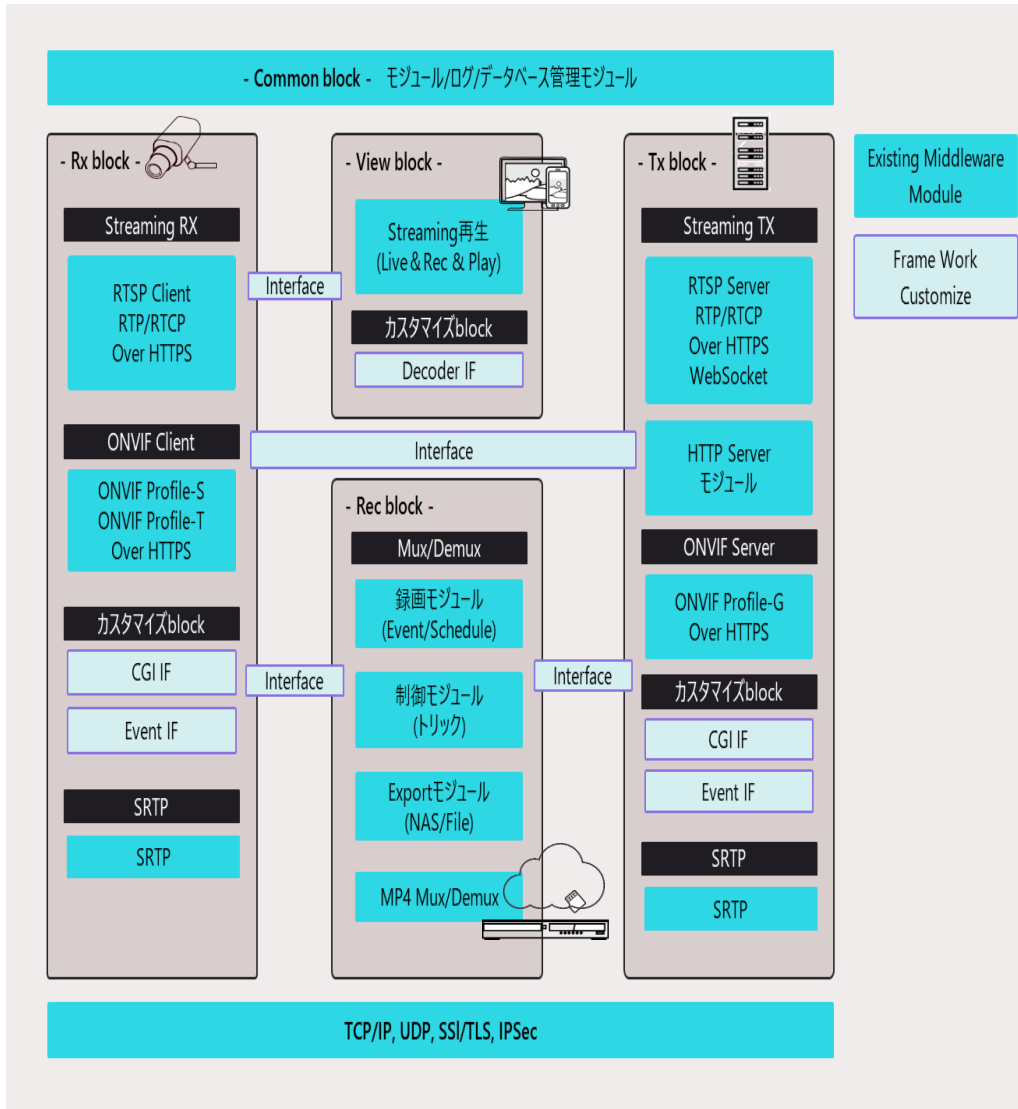 - Common block - モジュール/ログ/データベース管理モジュール
- Rx block -
Streaming RX
RTSP Client
RTP/RTCP
Over HTTPS
ONVIF Client
ONVIF Profile-S
ONVIF Profile-T
Over HTTPS
カスタマイズblock
CGI IF
Event IF
SRTP
SRTP
Interface
Interface
Interface
Interface
- View block -
Streaming再生
(Live＆Rec & Play)
カスタマイズblock
Decoder IF
- Rec block -
Mux/Demux
録画モジュール
(Event/Schedule)
制御モジュール
(トリック)
Exportモジュール
(NAS/File)
MP4 Mux/Demux
- Tx block -
Streaming TX
RTSP Server
RTP/RTCP
Over HTTPS
WebSocket
HTTP Server
モジュール
ONVIF Server
ONVIF Profile-G
Over HTTPS
カスタマイズblock
CGI IF
Event IF
SRTP
SRTP
Existing Middleware
Module
Frame Work
Customize
TCP/IP, UDP, SSl/TLS, IPSec